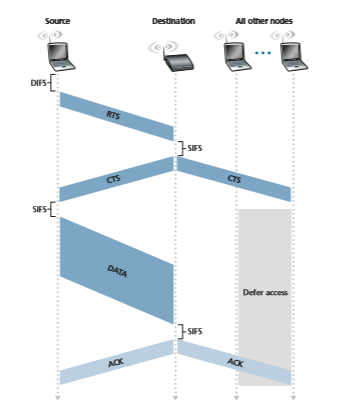 Source Destination All other nodes
DIFS
RTS
SIFS
CTS CTS
SIFS
DATA
Defer access
SIFS
ACK ACK